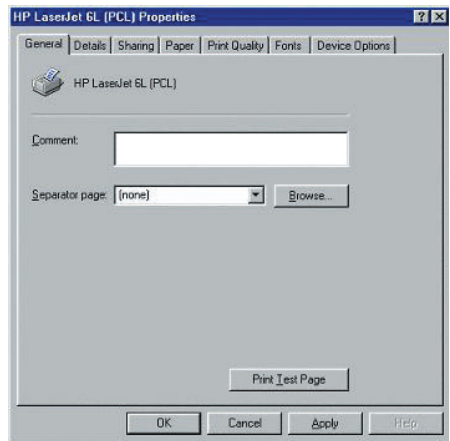 HP LaserJet 6L (PCL) Properties
General Details Sharing Paper Print Quality Fonts Device Options
HP LaserJet 6L (PCL)
Comment:
Separator page: (none) Browse...
Print Test Page
OK Cancel Apply Help